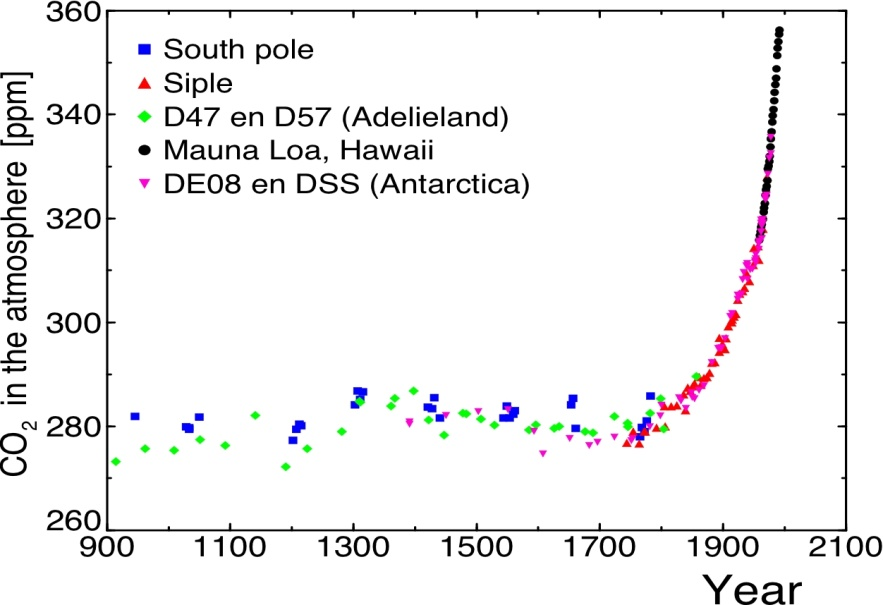 360
340
320
300
280
260
CO2 in the atmosphere [ppm]
South pole
Siple
D47 en D57 (Adelieland)
Mauna Loa, Hawaii
DE08 en DSS (Antarctica)
900 1100 1300 1500 1700 1900 2100
Year